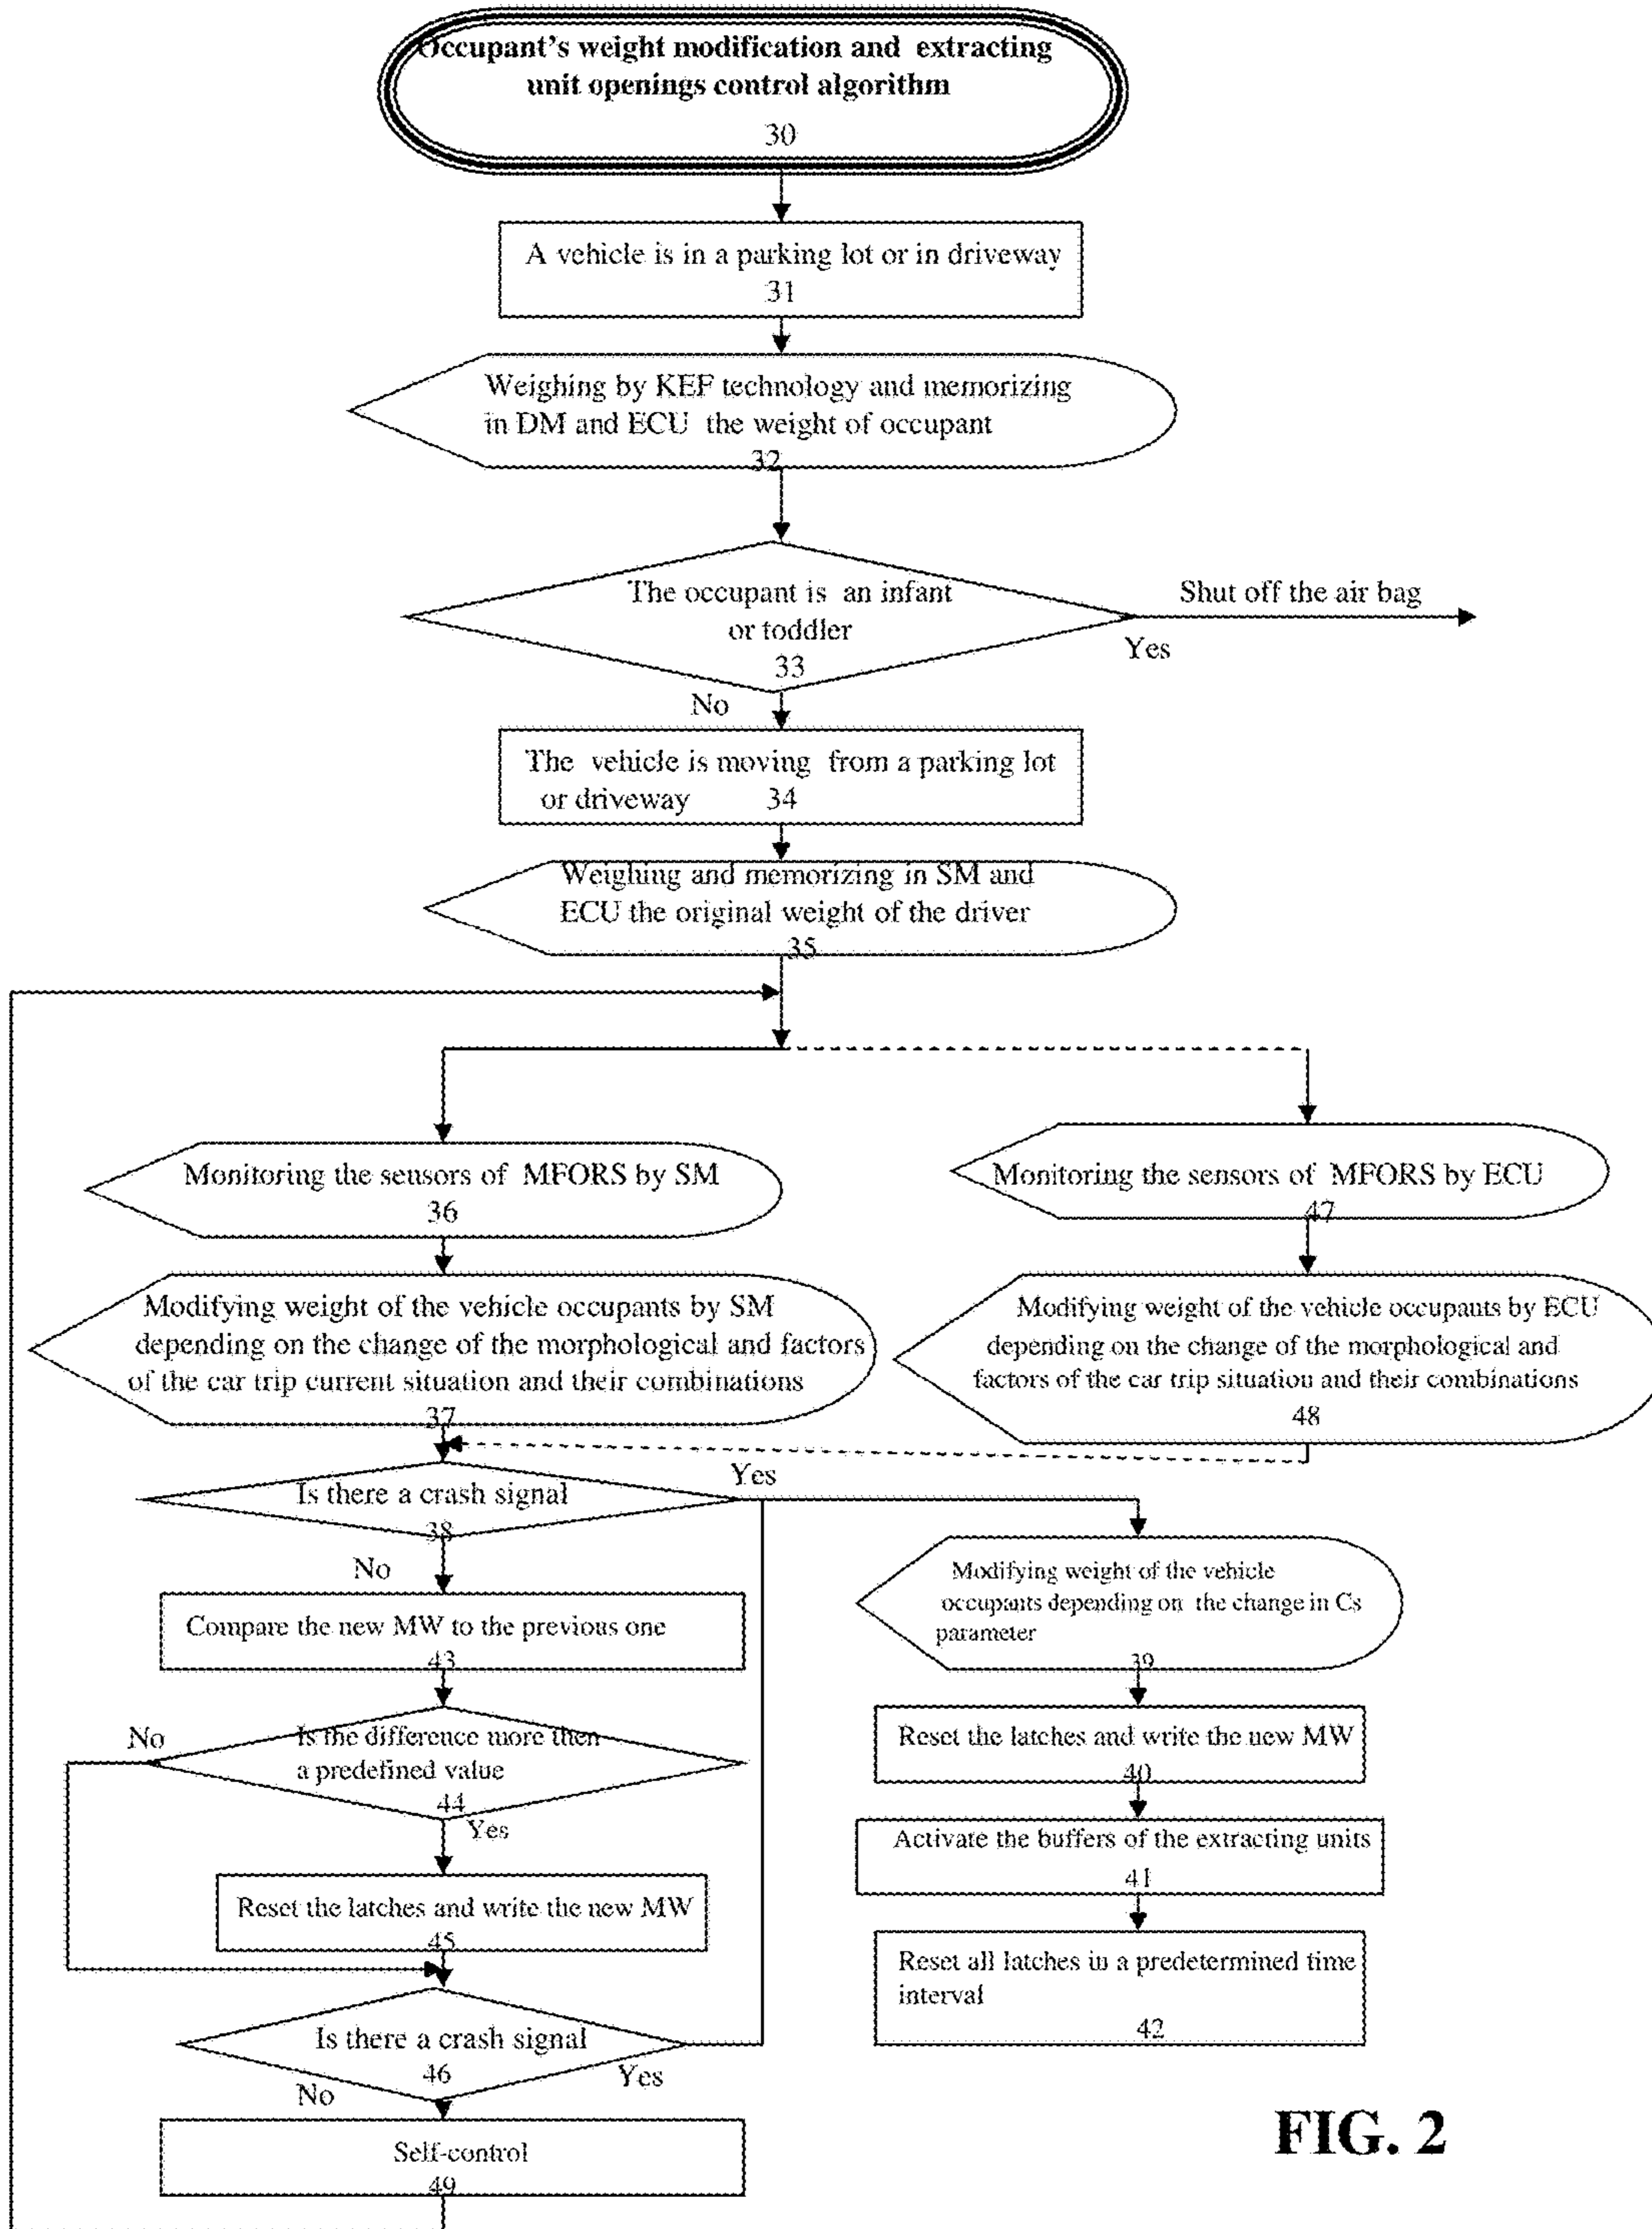 Occupant's weight modification and extracting
unit openings control algorithm
30
A vehicle is in a parking lot or in driveway
31
Weighing by KEF technology and memorizing
in DM and ECU the weight of occupant
32
The occupant is an infant
or toddler
33
Shut off the air bag
Yes
No
The vehicle is moving from a parking lot
or driveway 34
Weighing and memorizing in SM and
ECU the original weight of the driver
35
Monitoring the sensors of MFORS by SM
36
Monitoring the sensors of MFORS by ECU
47
Modifying weight of the vehicle occupants by SM
depending on the change of the morphological and factors
of the car trip current situation and their combinations
37
Modifying weight of the vehicle occupants by ECU
depending on the change of the morphological and
factors of the car trip situation and their combinations
48
Is there a crash signal
38
Yes
No
Modifying weight of the vehicle
occupants depending on the change in Cs
parameter
39
Compare the new MW to the previous one
43
Reset the latches and write the new MW
40
No
Is the difference more then
a predefined value
44
Yes
Activate the buffers of the extracting units
41
Reset the latches and write the new MW
45
Reset all latches in a predetermined time
interval
42
Is there a crash signal
46
Yes
No
Self-control
49
FIG. 2